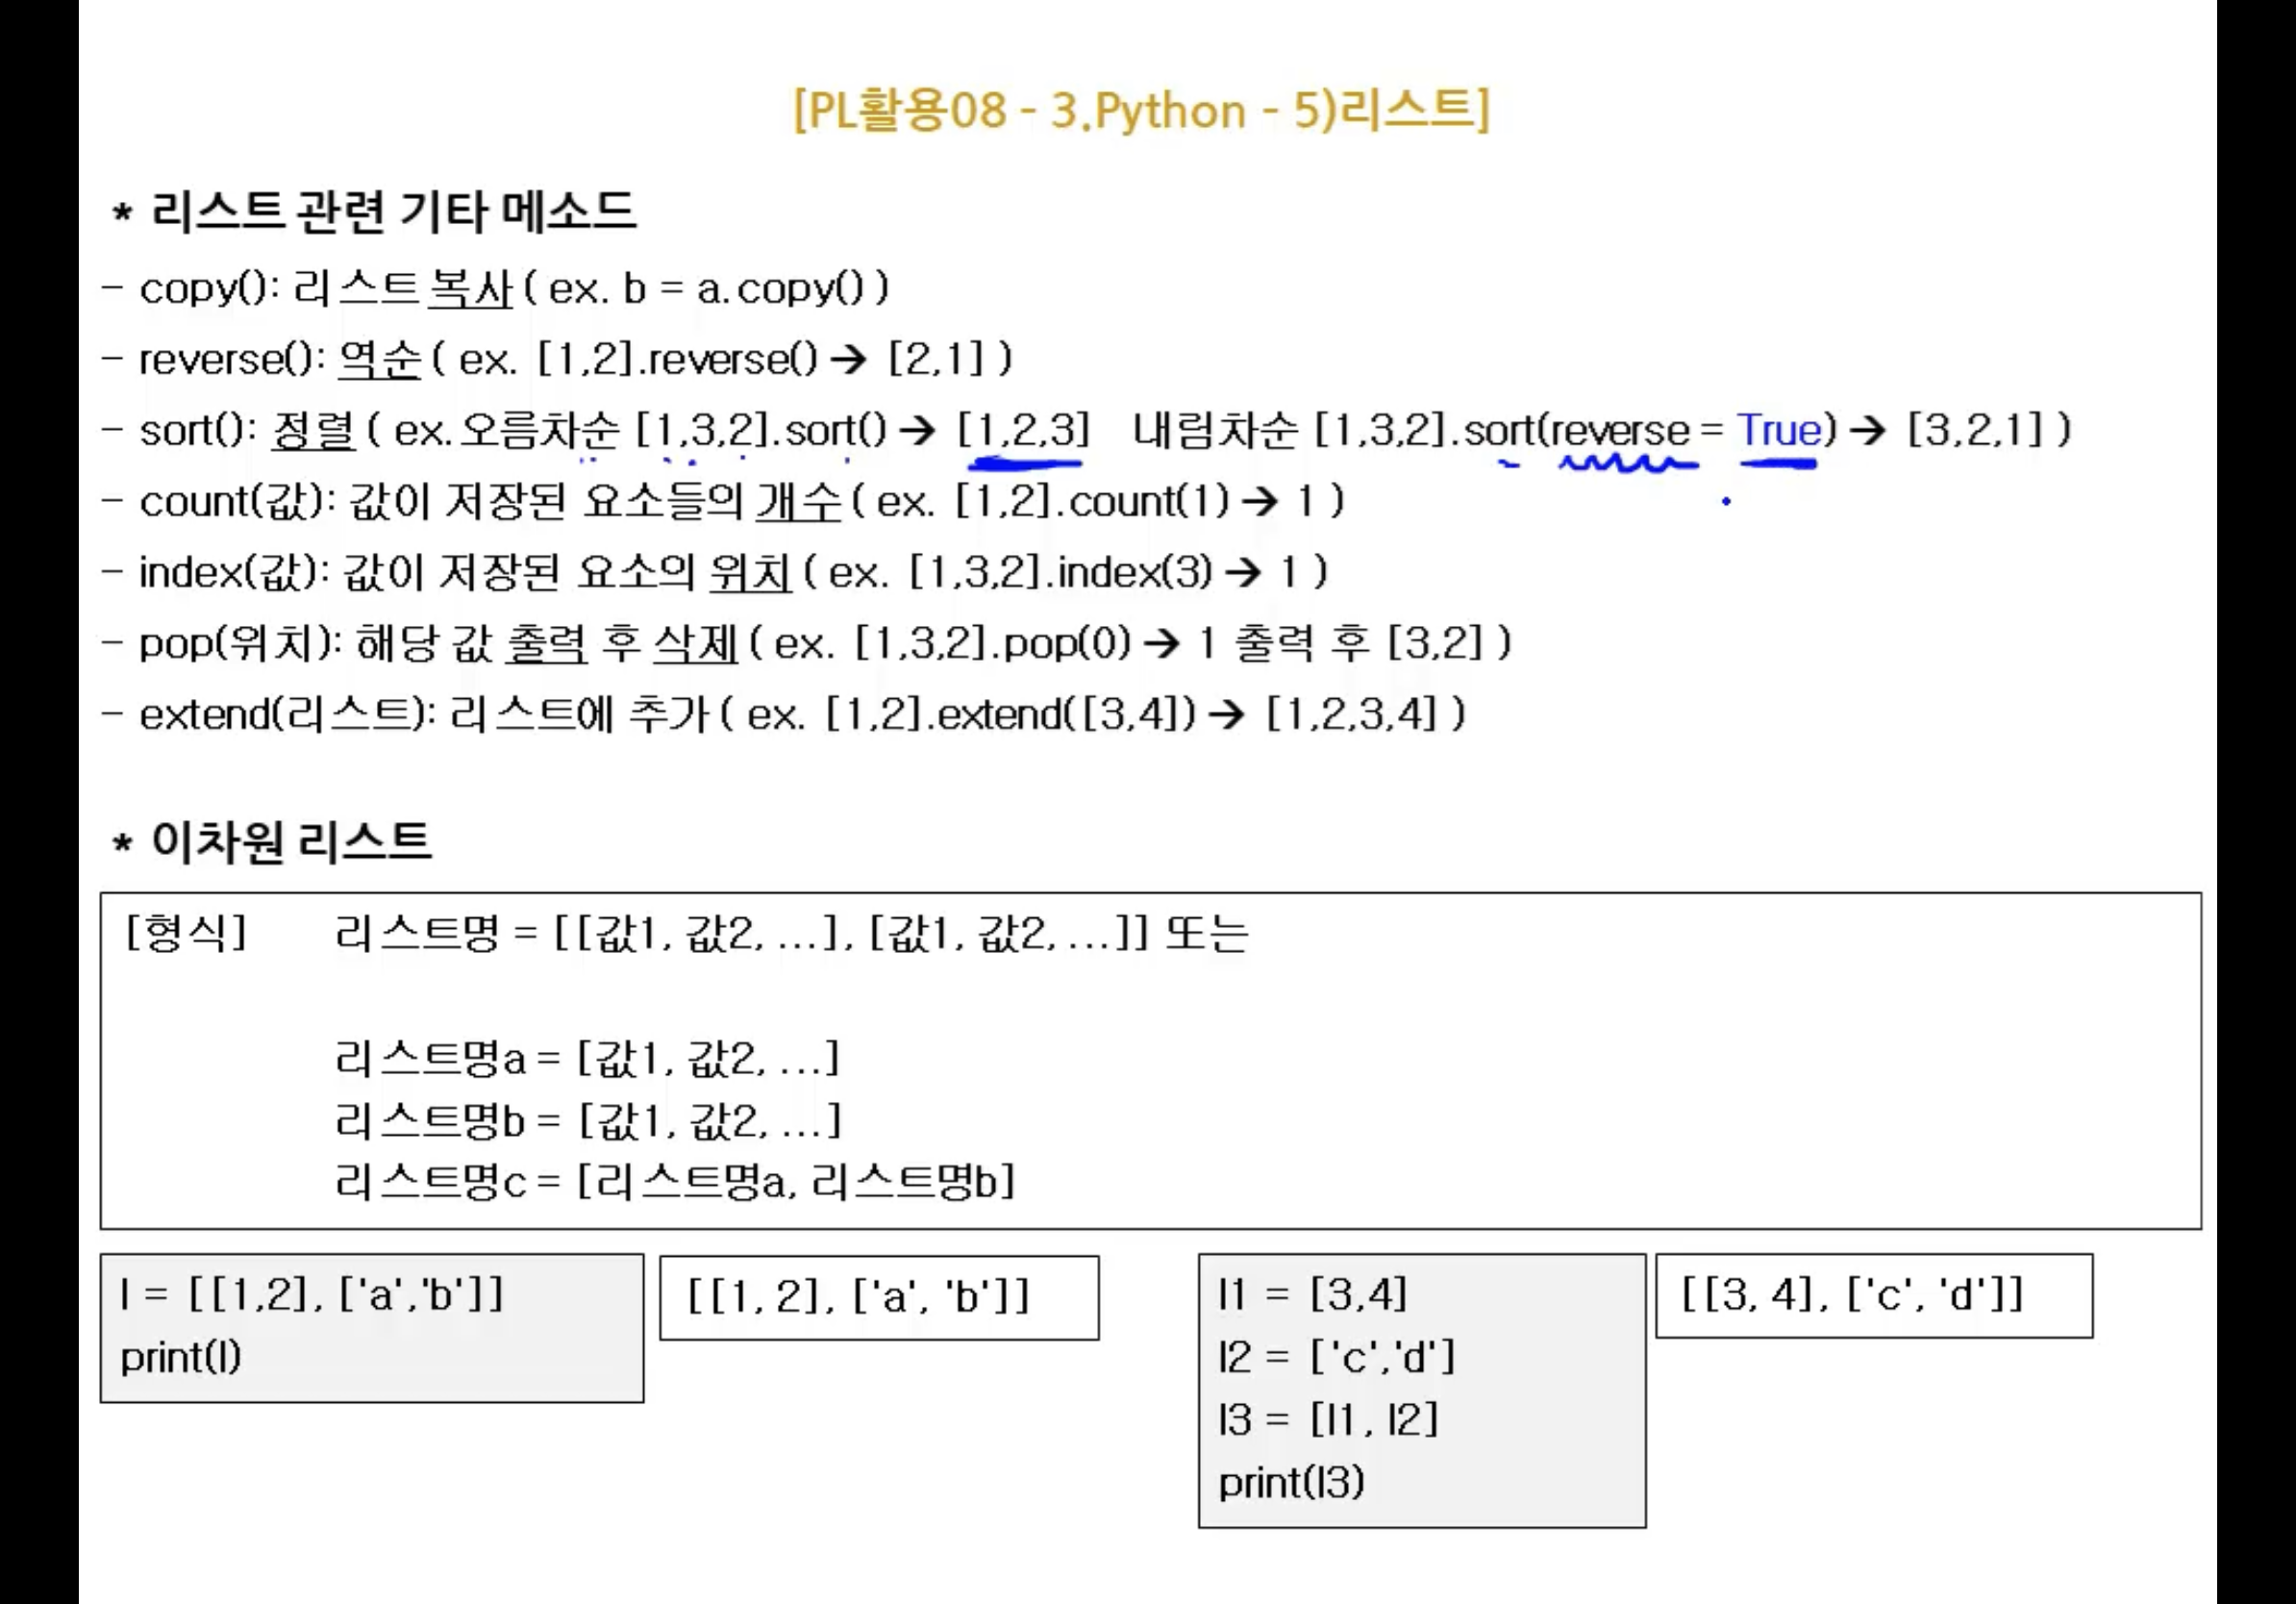 [PL활용08 - 3.Python - 5)리스트]
* 리스트 관련 기타 메소드
- copy(): 리스트 복사 ( ex. b = a.copy() )
- reverse(): 역순 ( ex. [1,2].reverse() → [2,1] )
- sort(): 정렬 ( ex. 오름차순 [1,3,2].sort() → [1,2,3] 내림차순 [1,3,2].sort(reverse = True) → [3,2,1] )
- count(값): 값이 저장된 요소들의 개수 ( ex. [1,2].count(1) → 1 )
- index(값): 값이 저장된 요소의 위치 ( ex. [1,3,2].index(3) → 1 )
- pop(위치): 해당 값 출력 후 삭제 ( ex. [1,3,2].pop(0) → 1 출력 후 [3,2] )
- extend(리스트): 리스트에 추가 ( ex. [1,2].extend([3,4]) → [1,2,3,4] )
* 이차원 리스트
[형식] 리스트명 = [[값1, 값2, ...], [값1, 값2, ...]] 또는
리스트명a = [값1, 값2, ...]
리스트명b = [값1, 값2, ...]
리스트명c = [리스트명a, 리스트명b]
l = [[1,2], ['a','b']]
print(l)
[[1, 2], ['a', 'b']]
l1 = [3,4]
l2 = ['c','d']
l3 = [l1, l2]
print(l3)
[[3, 4], ['c', 'd']]